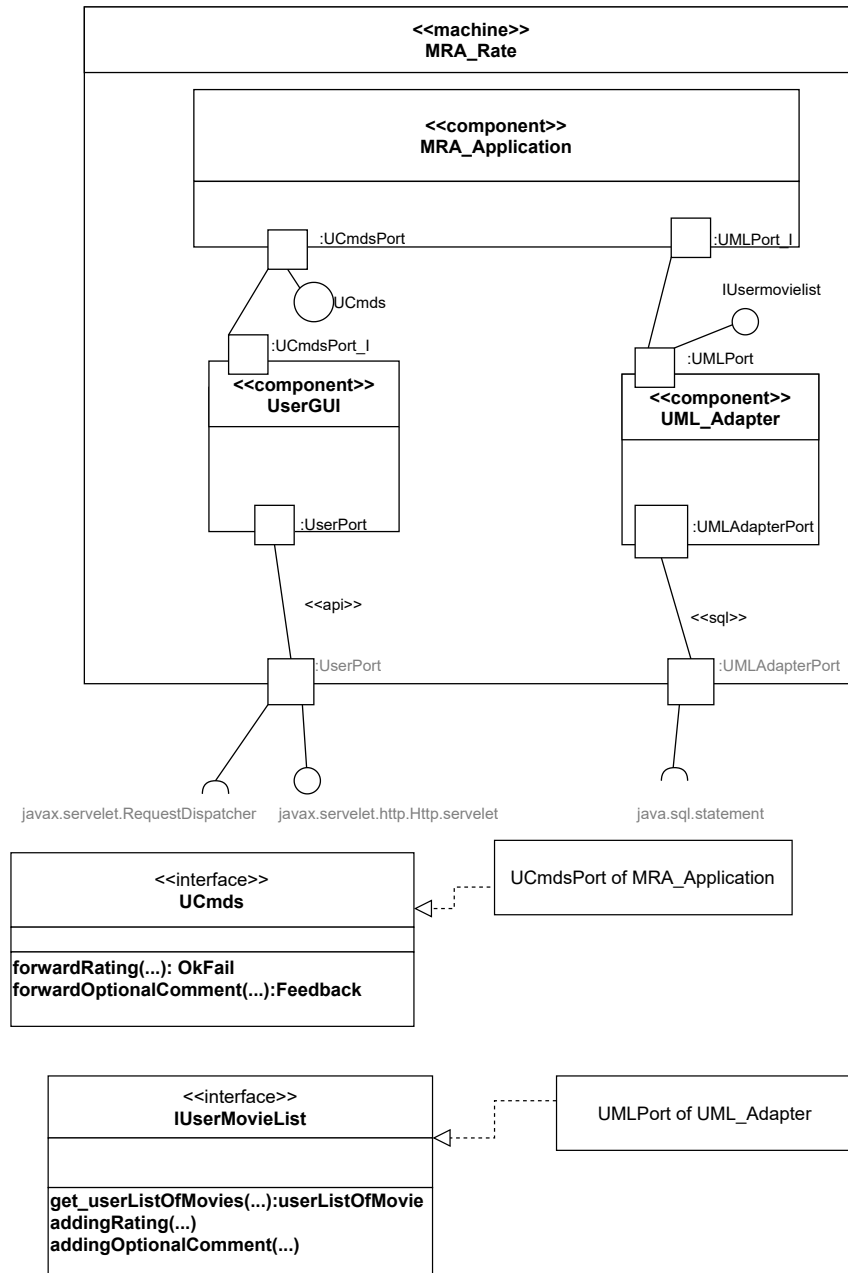 <<machine>>
MRA_Rate
<<component>>
MRA_Application
:UCmdsPort
:UMLPort_I
UCmds
IUsermovielist
:UCmdsPort_I
:UMLPort
<<component>>
UserGUI
<<component>>
UML_Adapter
:UserPort
:UMLAdapterPort
<<api>>
<<sql>>
:UserPort
:UMLAdapterPort
javax.servelet.RequestDispatcher
javax.servelet.http.Http.servelet
java.sql.statement
<<interface>>
UCmds
UCmdsPort of MRA_Application
forwardRating(...): OkFail
forwardOptionalComment(...):Feedback
<<interface>>
IUserMovieList
UMLPort of UML_Adapter
get_userListOfMovies(...):userListOfMovie
addingRating(...)
addingOptionalComment(...)